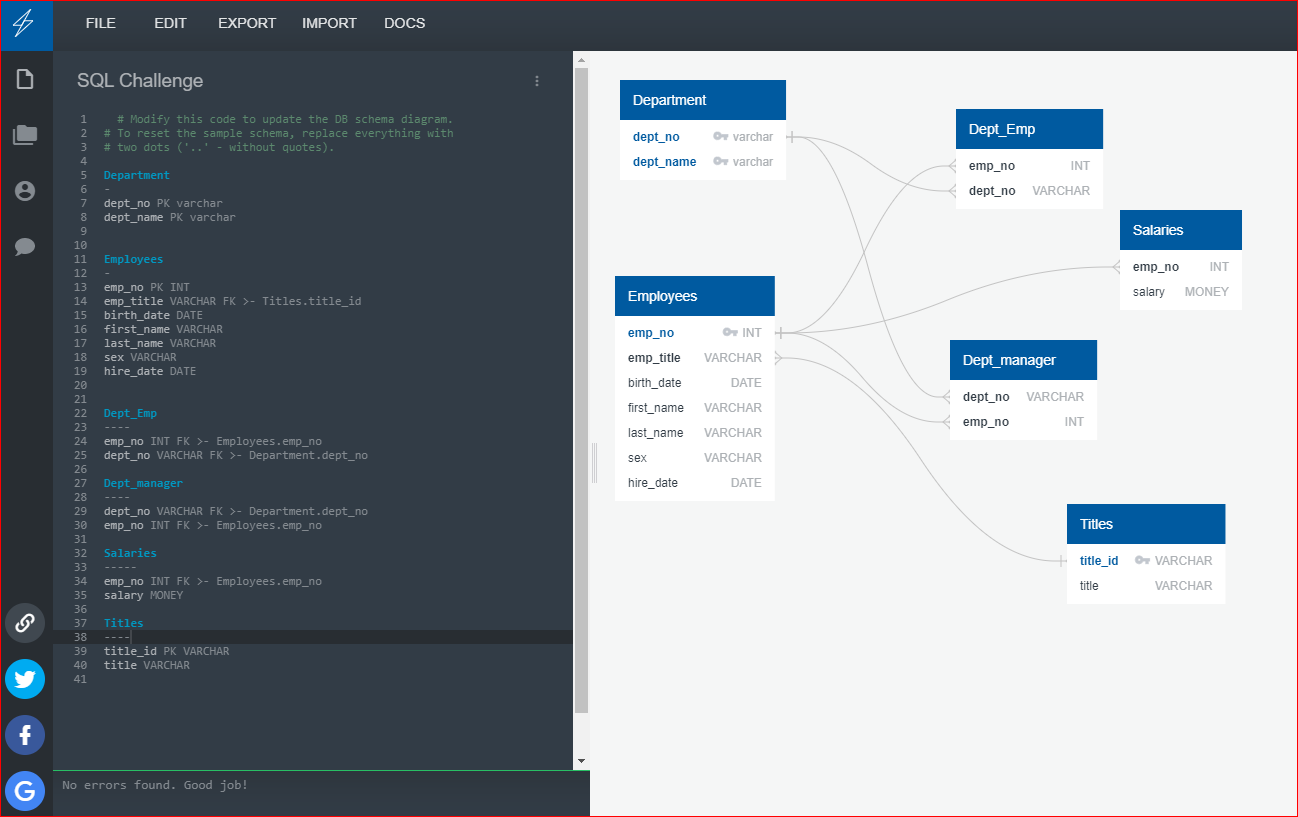 FILE EDIT EXPORT IMPORT DOCS
SQL Challenge
1 # Modify this code to update the DB schema diagram.
2 # To reset the sample schema, replace everything with
3 # two dots ('..' - without quotes).
4
5 Department
6 -
7 dept_no PK varchar
8 dept_name PK varchar
9
10
11 Employees
12 -
13 emp_no PK INT
14 emp_title VARCHAR FK >- Titles.title_id
15 birth_date DATE
16 first_name VARCHAR
17 last_name VARCHAR
18 sex VARCHAR
19 hire_date DATE
20
21
22 Dept_Emp
23 ----
24 emp_no INT FK >- Employees.emp_no
25 dept_no VARCHAR FK >- Department.dept_no
26
27 Dept_manager
28 ----
29 dept_no VARCHAR FK >- Department.dept_no
30 emp_no INT FK >- Employees.emp_no
31
32 Salaries
33 -----
34 emp_no INT FK >- Employees.emp_no
35 salary MONEY
36
37 Titles
38 ----
39 title_id PK VARCHAR
40 title VARCHAR
41
No errors found. Good job!
Department
dept_no varchar
dept_name varchar
Dept_Emp
emp_no INT
dept_no VARCHAR
Salaries
emp_no INT
salary MONEY
Employees
emp_no INT
emp_title VARCHAR
birth_date DATE
first_name VARCHAR
last_name VARCHAR
sex VARCHAR
hire_date DATE
Dept_manager
dept_no VARCHAR
emp_no INT
Titles
title_id VARCHAR
title VARCHAR